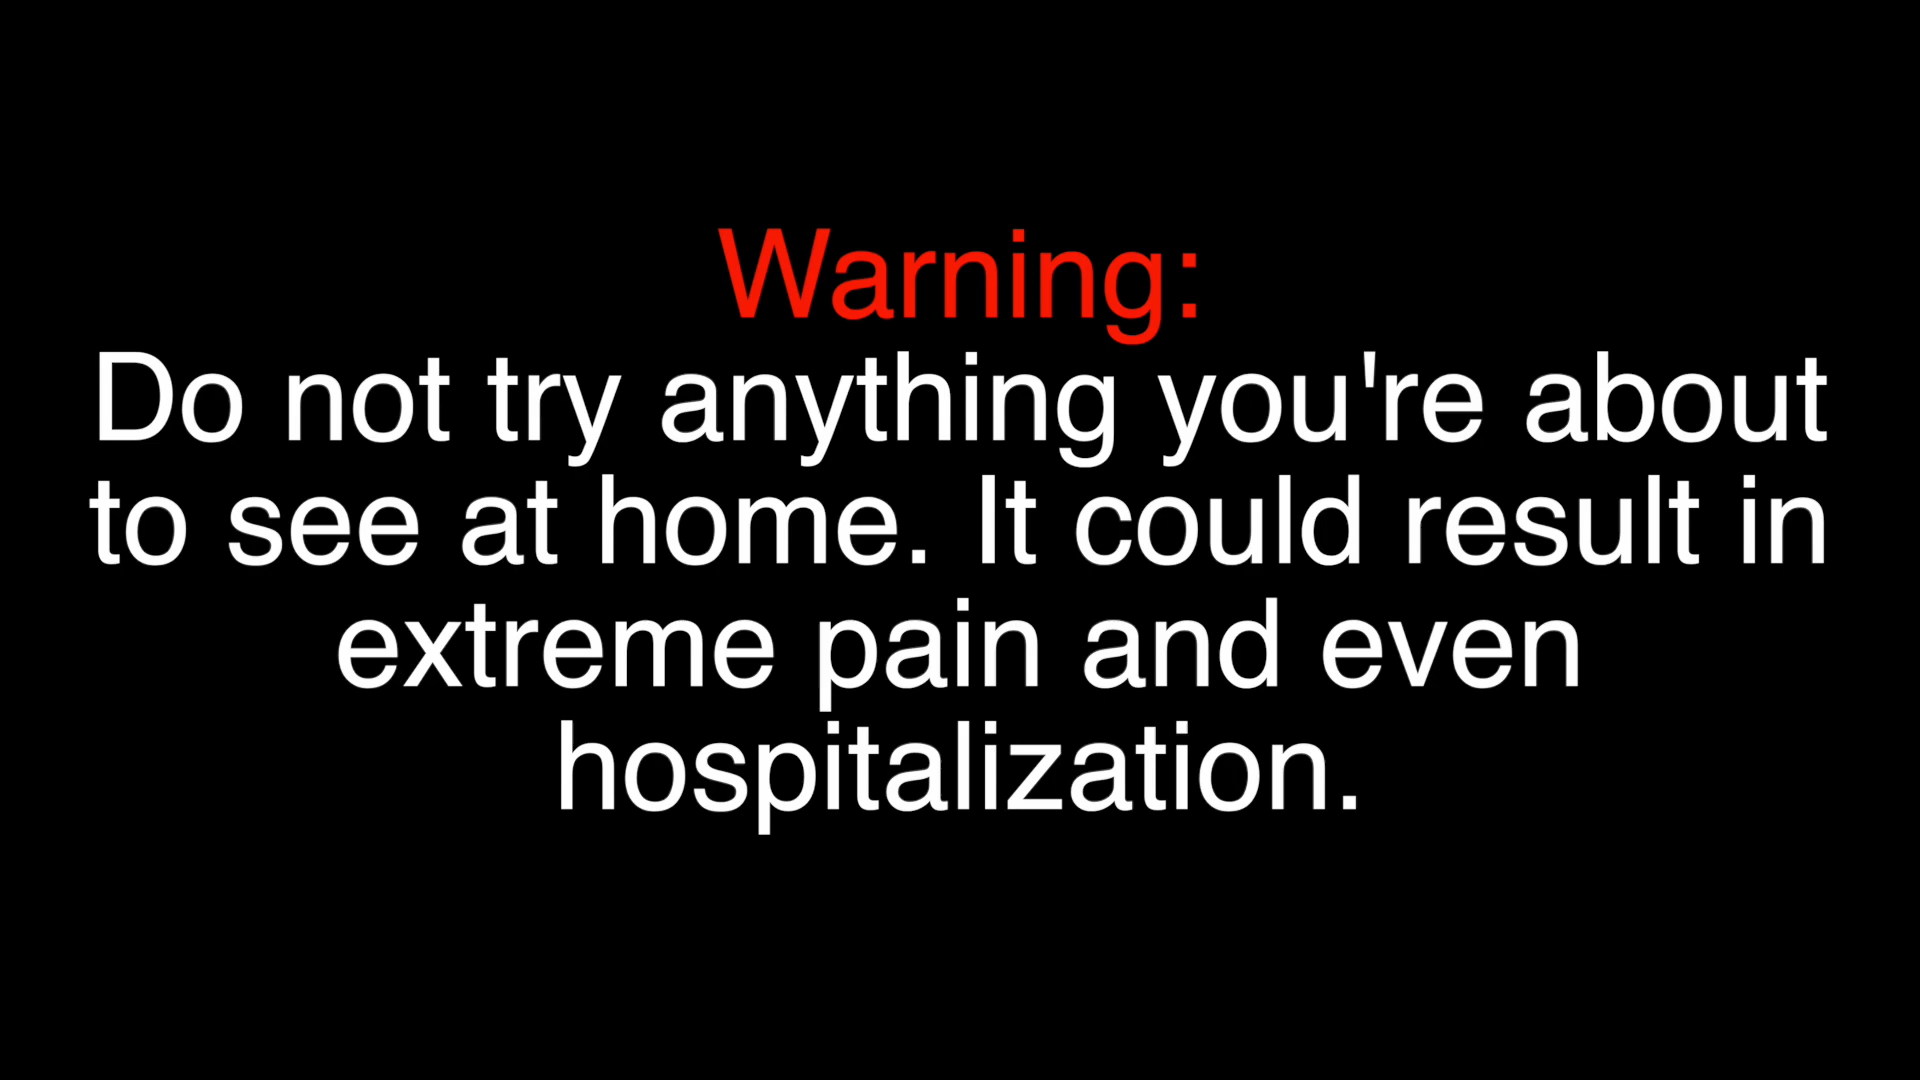 Warning:
Do not try anything you're about
to see at home. It could result in
extreme pain and even
hospitalization.